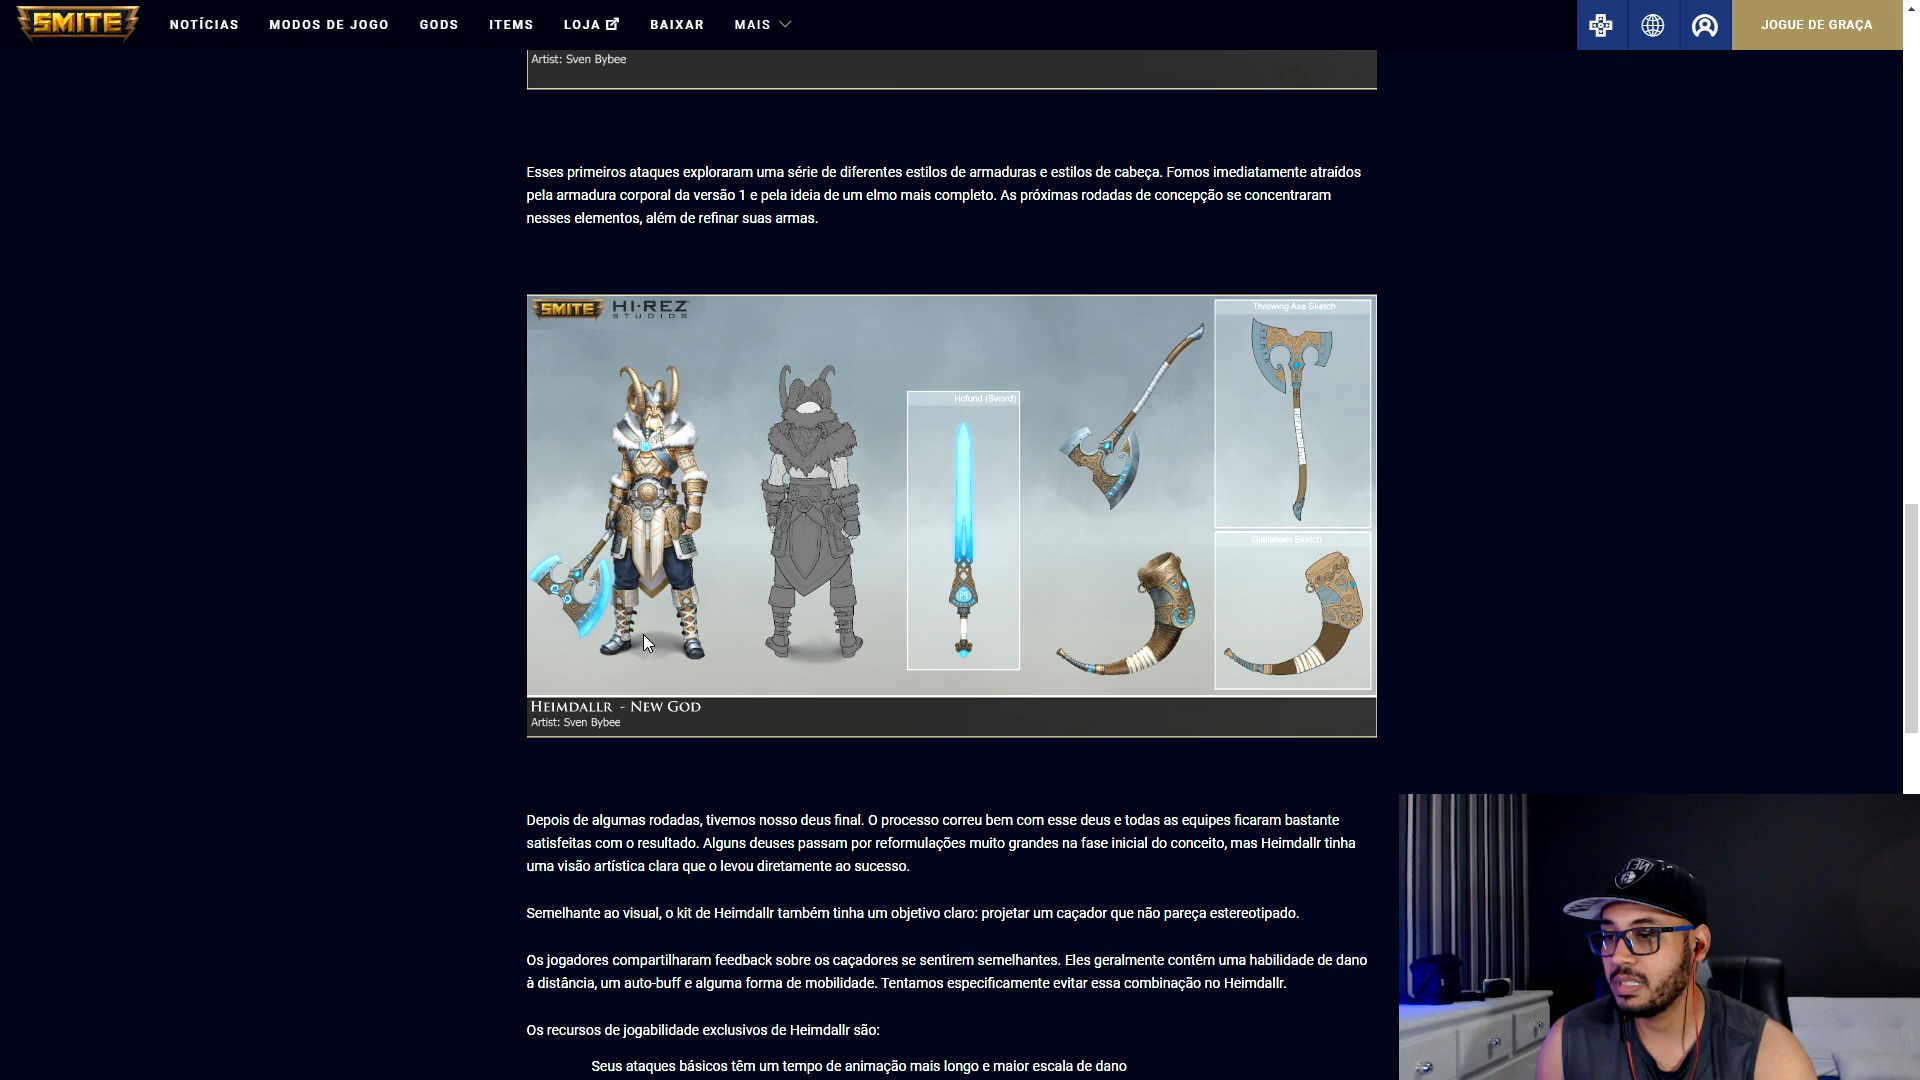 SMITE
NOTÍCIAS
MODOS DE JOGO
GODS
ITEMS
LOJA
BAIXAR
MAIS
JOGUE DE GRAÇA
Artist: Sven Bybee
Esses primeiros ataques exploraram uma série de diferentes estilos de armaduras e estilos de cabeça. Fomos imediatamente atraídos
pela armadura corporal da versão 1 e pela ideia de um elmo mais completo. As próximas rodadas de concepção se concentraram
nesses elementos, além de refinar suas armas.
SMITE HI-REZ
STUDIOS
Throwing Axe Sketch
Hofund (Sword)
Gjallahorn Sketch
HEIMDALLR - NEW GOD
Artist: Sven Bybee
Depois de algumas rodadas, tivemos nosso deus final. O processo correu bem com esse deus e todas as equipes ficaram bastante
satisfeitas com o resultado. Alguns deuses passam por reformulações muito grandes na fase inicial do conceito, mas Heimdallr tinha
uma visão artística clara que o levou diretamente ao sucesso.
Semelhante ao visual, o kit de Heimdallr também tinha um objetivo claro: projetar um caçador que não pareça estereotipado.
Os jogadores compartilharam feedback sobre os caçadores se sentirem semelhantes. Eles geralmente contêm uma habilidade de dano
à distância, um auto-buff e alguma forma de mobilidade. Tentamos especificamente evitar essa combinação no Heimdallr.
Os recursos de jogabilidade exclusivos de Heimdallr são:
Seus ataques básicos têm um tempo de animação mais longo e maior escala de dano